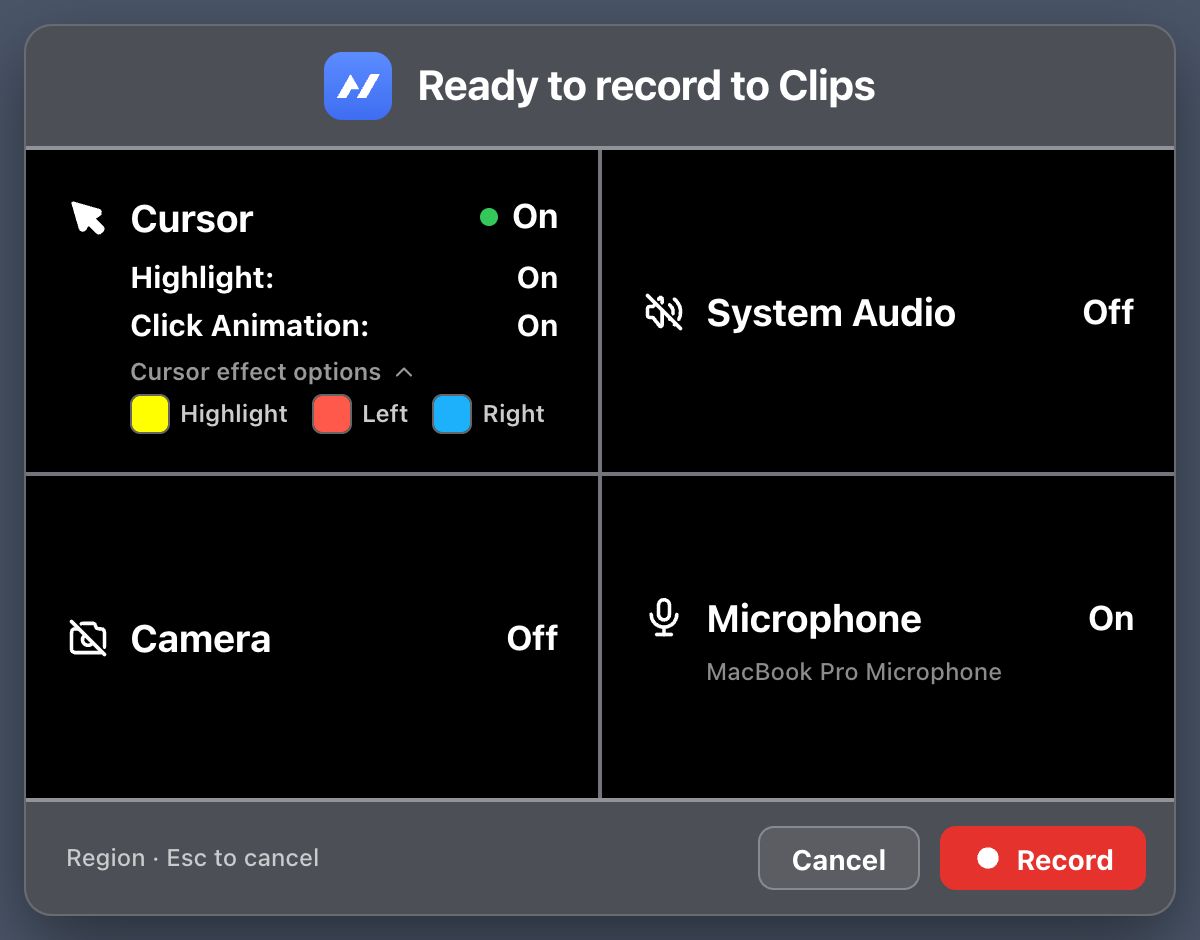 Ready to record to Clips
Cursor On
Highlight: On
Click Animation: On
Cursor effect options
Highlight Left Right
System Audio Off
Camera Off
Microphone On
MacBook Pro Microphone
Region · Esc to cancel
Cancel
Record